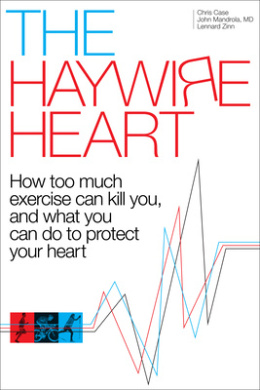 Chris Case
John Mandrola, MD
Lennard Zinn
THE
HAYWIRE
HEART
How too much
exercise can kill you,
and what you
can do to protect
your heart